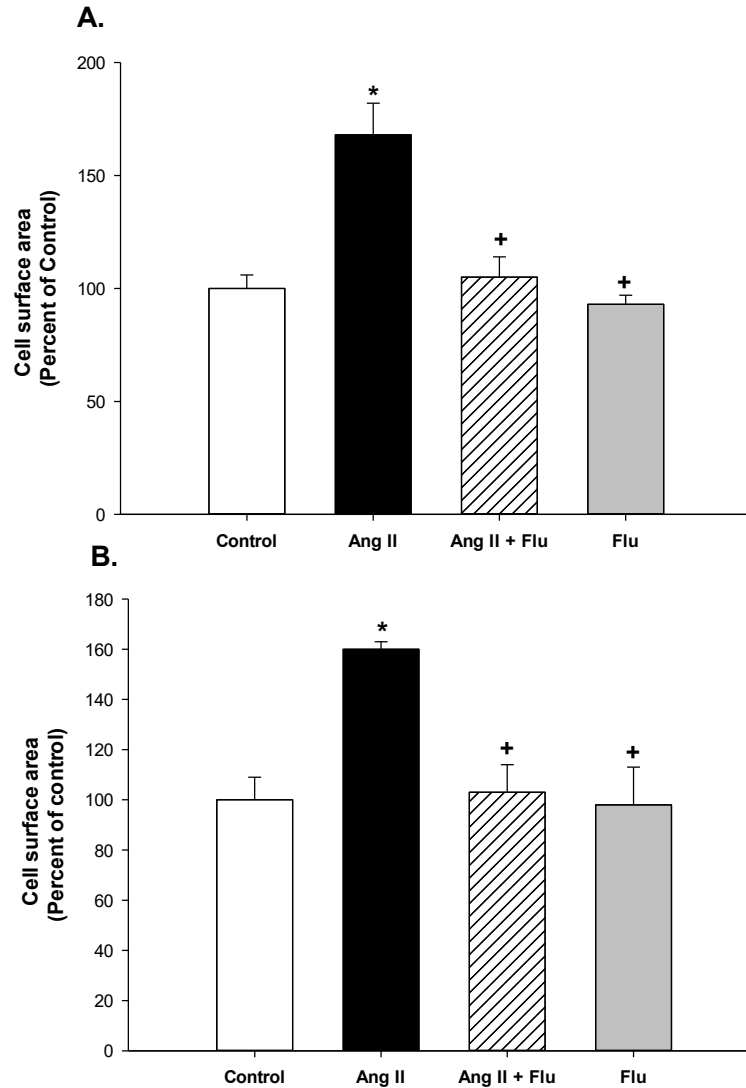 A.
Cell surface area
(Percent of Control)
200
150
100
50
0
*
+
+
Control Ang II Ang II + Flu Flu
B.
Cell surface area
(Percent of control)
180
160
140
120
100
80
60
40
20
0
*
+
+
Control Ang II Ang II + Flu Flu